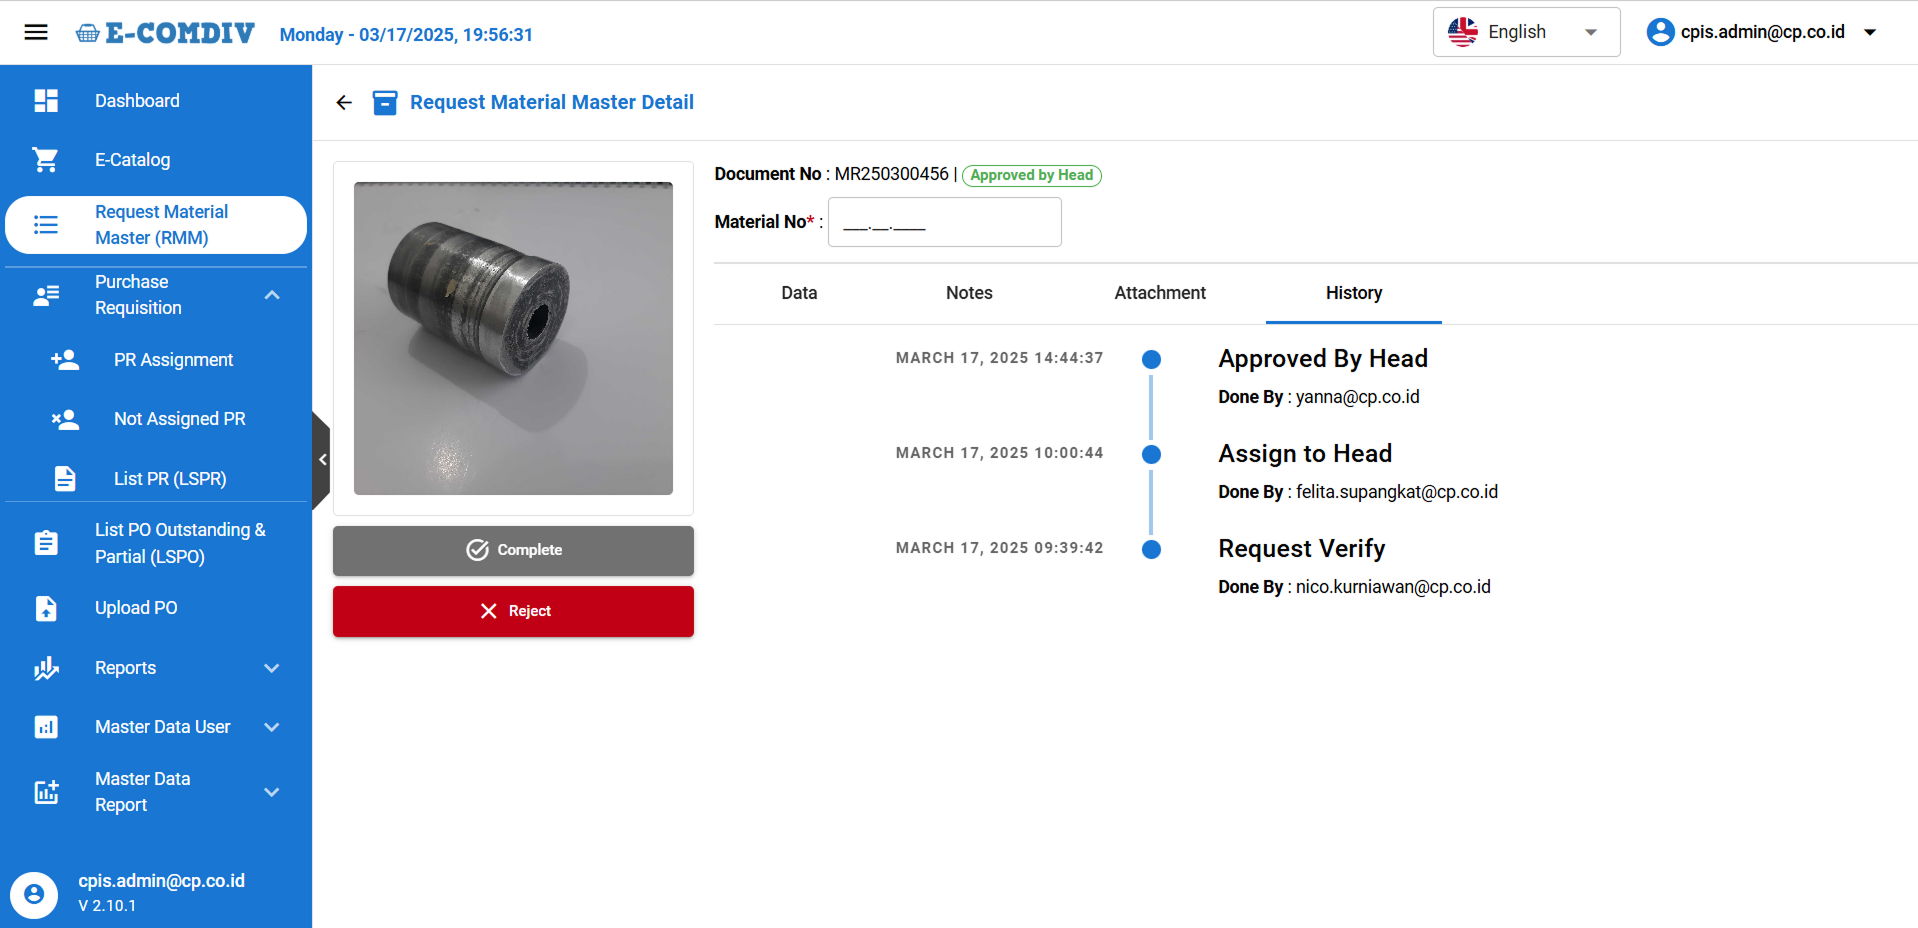 E-COMDIV
Monday - 03/17/2025, 19:56:31
English
cpis.admin@cp.co.id
Dashboard
E-Catalog
Request Material
Master (RMM)
Purchase
Requisition
PR Assignment
Not Assigned PR
List PR (LSPR)
List PO Outstanding &
Partial (LSPO)
Upload PO
Reports
Master Data User
Master Data
Report
cpis.admin@cp.co.id
V 2.10.1
Request Material Master Detail
Complete
Reject
Document No : MR250300456 | Approved by Head
Material No* : ___.__.____
Data Notes Attachment History
MARCH 17, 2025 14:44:37
Approved By Head
Done By : yanna@cp.co.id
MARCH 17, 2025 10:00:44
Assign to Head
Done By : felita.supangkat@cp.co.id
MARCH 17, 2025 09:39:42
Request Verify
Done By : nico.kurniawan@cp.co.id